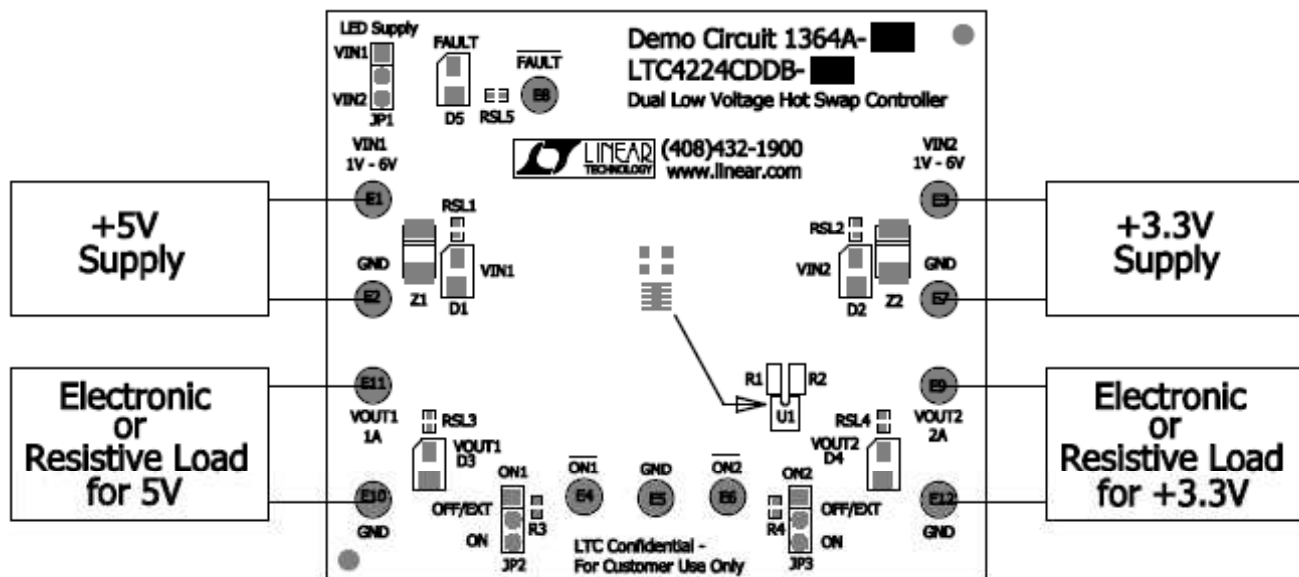 LED Supply
VIN1
VIN2
JP1
FAULT
D5
RSL5
FAULT
E8
Demo Circuit 1364A-
LTC4224CDDB-
Dual Low Voltage Hot Swap Controller
LINEAR
TECHNOLOGY
(408)432-1900
www.linear.com
VIN1
1V - 6V
E1
GND
E2
+5V
Supply
RSL1
Z1
VIN1
D1
VIN2
1V - 6V
E3
GND
E7
+3.3V
Supply
RSL2
VIN2
D2
Z2
Electronic
or
Resistive Load
for 5V
E11
VOUT1
1A
E10
GND
RSL3
VOUT1
D3
R1
R2
U1
E9
VOUT2
2A
E12
GND
RSL4
VOUT2
D4
Electronic
or
Resistive Load
for +3.3V
ON1
OFF/EXT
ON
JP2
R3
ON1
E4
GND
E5
ON2
E6
ON2
OFF/EXT
ON
JP3
R4
LTC Confidential -
For Customer Use Only